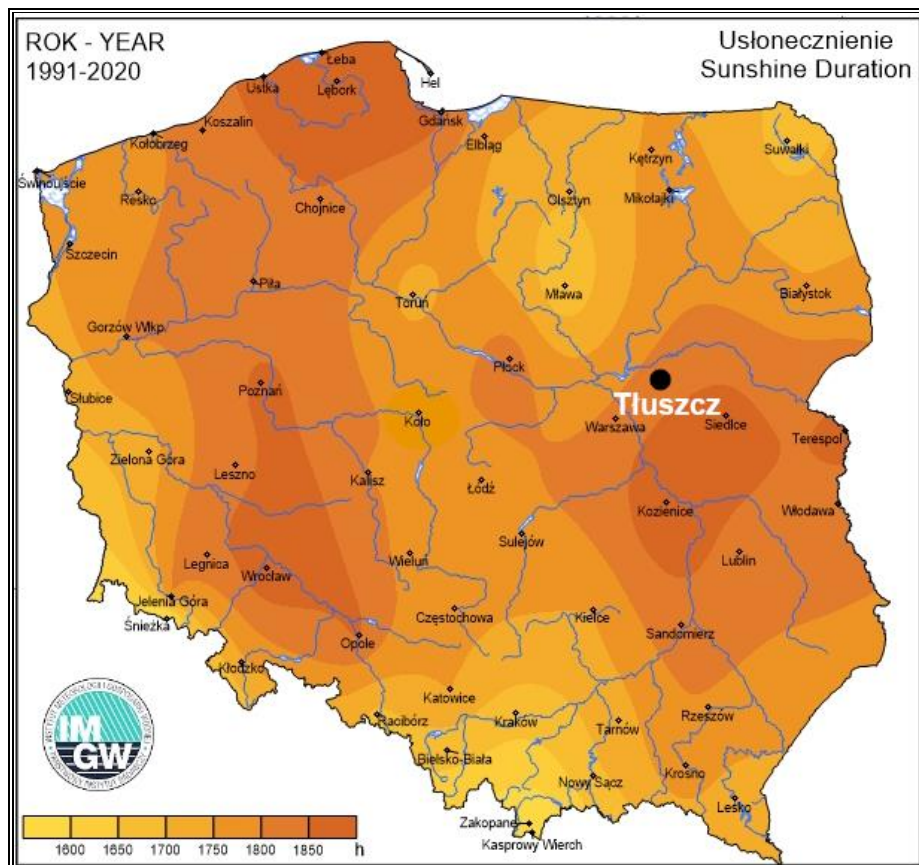 ROK - YEAR
1991-2020
Usłonecznienie
Sunshine Duration
Łeba
Hel
Ustka
Lębork
Gdańsk
Koszalin
Kołobrzeg
Elbląg
Kętrzyn
Suwałki
Świnoujście
Resko
Chojnice
Olsztyn
Mikołajki
Szczecin
Piła
Toruń
Mława
Białystok
Gorzów Wlkp.
Płock
Poznań
Słubice
Tłuszcz
Koło
Warszawa
Siedlce
Terespol
Zielona Góra
Leszno
Kalisz
Łódź
Kozienice
Włodawa
Sulejów
Legnica
Wrocław
Wieluń
Lublin
Jelenia Góra
Częstochowa
Kielce
Śnieżka
Opole
Sandomierz
Kłodzko
Katowice
Racibórz
Kraków
Tarnów
Rzeszów
Bielsko-Biała
Nowy Sącz
Krosno
Lesko
Zakopane
Kasprowy Wierch
IM
GW
1600 1650 1700 1750 1800 1850 h